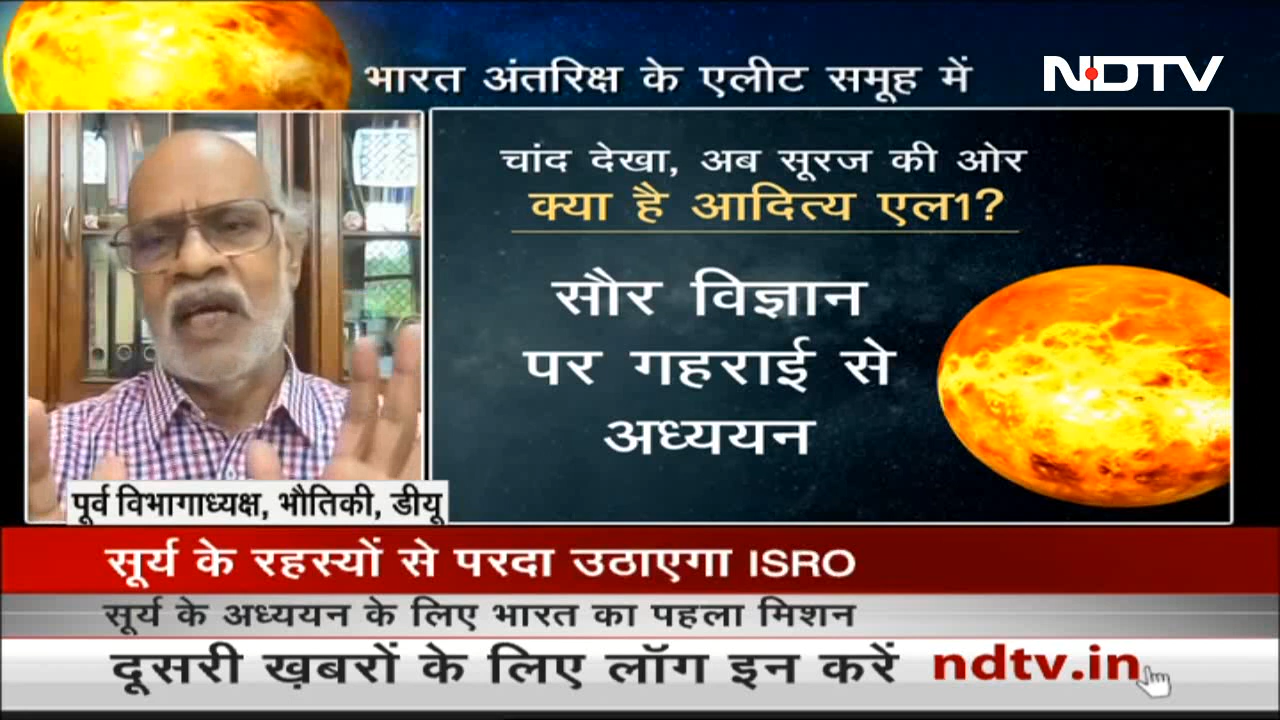 भारत अंतरिक्ष के एलीट समूह में
NDTV
चांद देखा, अब सूरज की ओर
क्या है आदित्य एल1?
सौर विज्ञान
पर गहराई से
अध्ययन
पूर्व विभागाध्यक्ष, भौतिकी, डीयू
सूर्य के रहस्यों से परदा उठाएगा ISRO
सूर्य के अध्ययन के लिए भारत का पहला मिशन
दूसरी ख़बरों के लिए लॉग इन करें ndtv.in